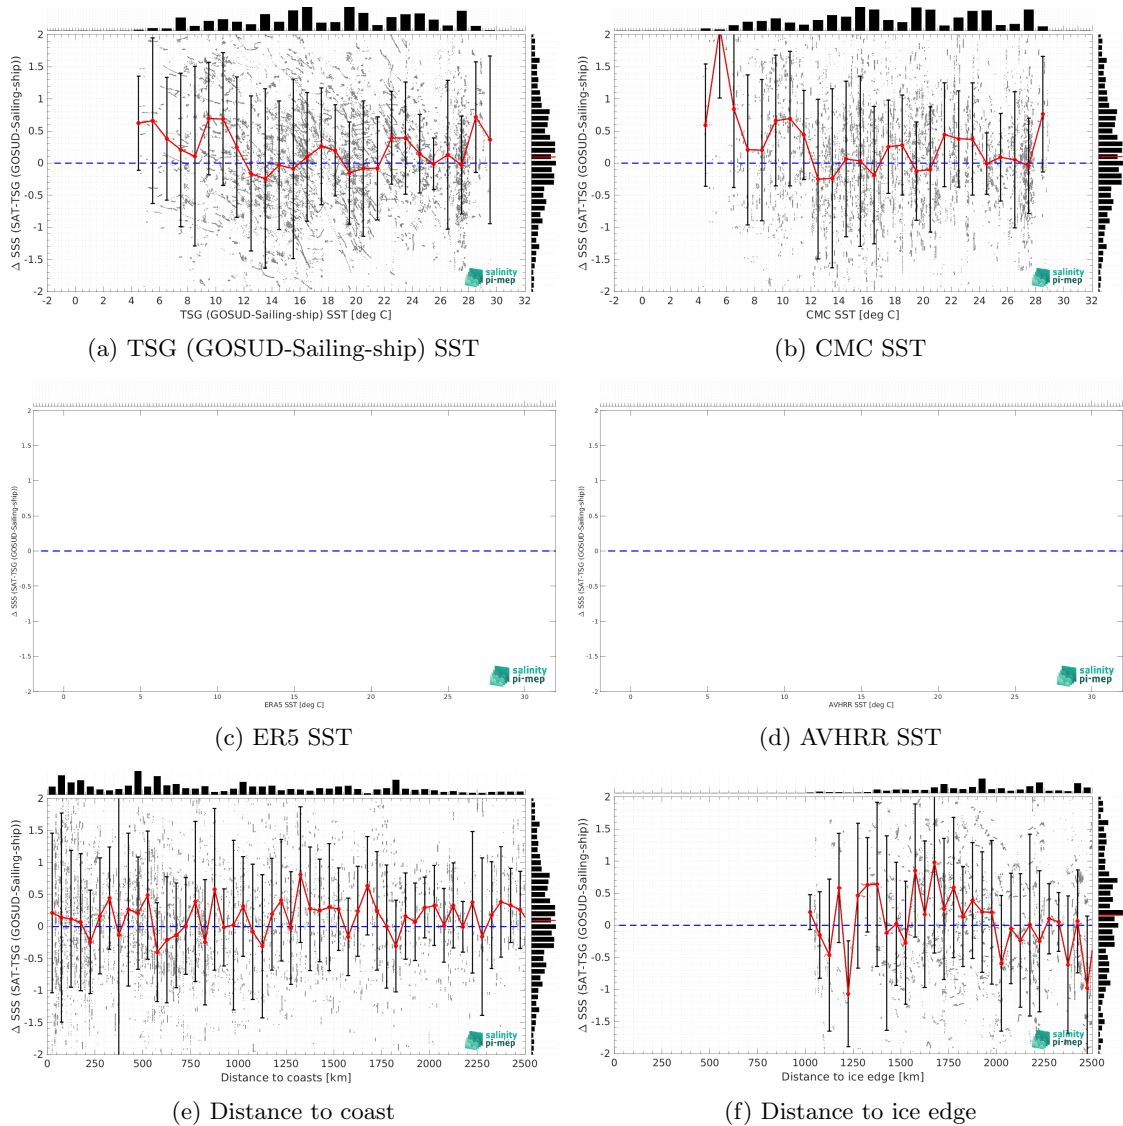 2
1.5
1
0.5
0
-0.5
-1
-1.5
-2
Δ SSS (SAT-TSG (GOSUD-Sailing-ship))
-2 0 2 4 6 8 10 12 14 16 18 20 22 24 26 28 30 32
TSG (GOSUD-Sailing-ship) SST [deg C]
salinity
pi-mep
(a) TSG (GOSUD-Sailing-ship) SST
2
1.5
1
0.5
0
-0.5
-1
-1.5
-2
Δ SSS (SAT-TSG (GOSUD-Sailing-ship))
-2 0 2 4 6 8 10 12 14 16 18 20 22 24 26 28 30 32
CMC SST [deg C]
salinity
pi-mep
(b) CMC SST
2
1.5
1
0.5
0
-0.5
-1
-1.5
-2
Δ SSS (SAT-TSG (GOSUD-Sailing-ship))
0 5 10 15 20 25 30
ERA5 SST [deg C]
salinity
pi-mep
(c) ER5 SST
2
1.5
1
0.5
0
-0.5
-1
-1.5
-2
Δ SSS (SAT-TSG (GOSUD-Sailing-ship))
0 5 10 15 20 25 30
AVHRR SST [deg C]
salinity
pi-mep
(d) AVHRR SST
2
1.5
1
0.5
0
-0.5
-1
-1.5
-2
Δ SSS (SAT-TSG (GOSUD-Sailing-ship))
0 250 500 750 1000 1250 1500 1750 2000 2250 2500
Distance to coasts [km]
salinity
pi-mep
(e) Distance to coast
2
1.5
1
0.5
0
-0.5
-1
-1.5
-2
Δ SSS (SAT-TSG (GOSUD-Sailing-ship))
0 250 500 750 1000 1250 1500 1750 2000 2250 2500
Distance to ice edge [km]
salinity
pi-mep
(f) Distance to ice edge